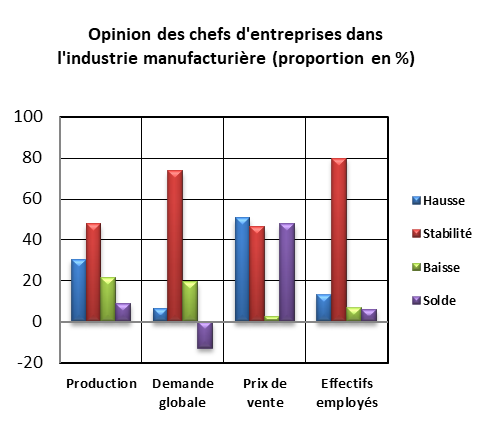 Opinion des chefs d'entreprises dans
l'industrie manufacturière (proportion en %)
100
80
60
40
20
0
-20
Production
Demande
globale
Prix de
vente
Effectifs
employés
Hausse
Stabilité
Baisse
Solde